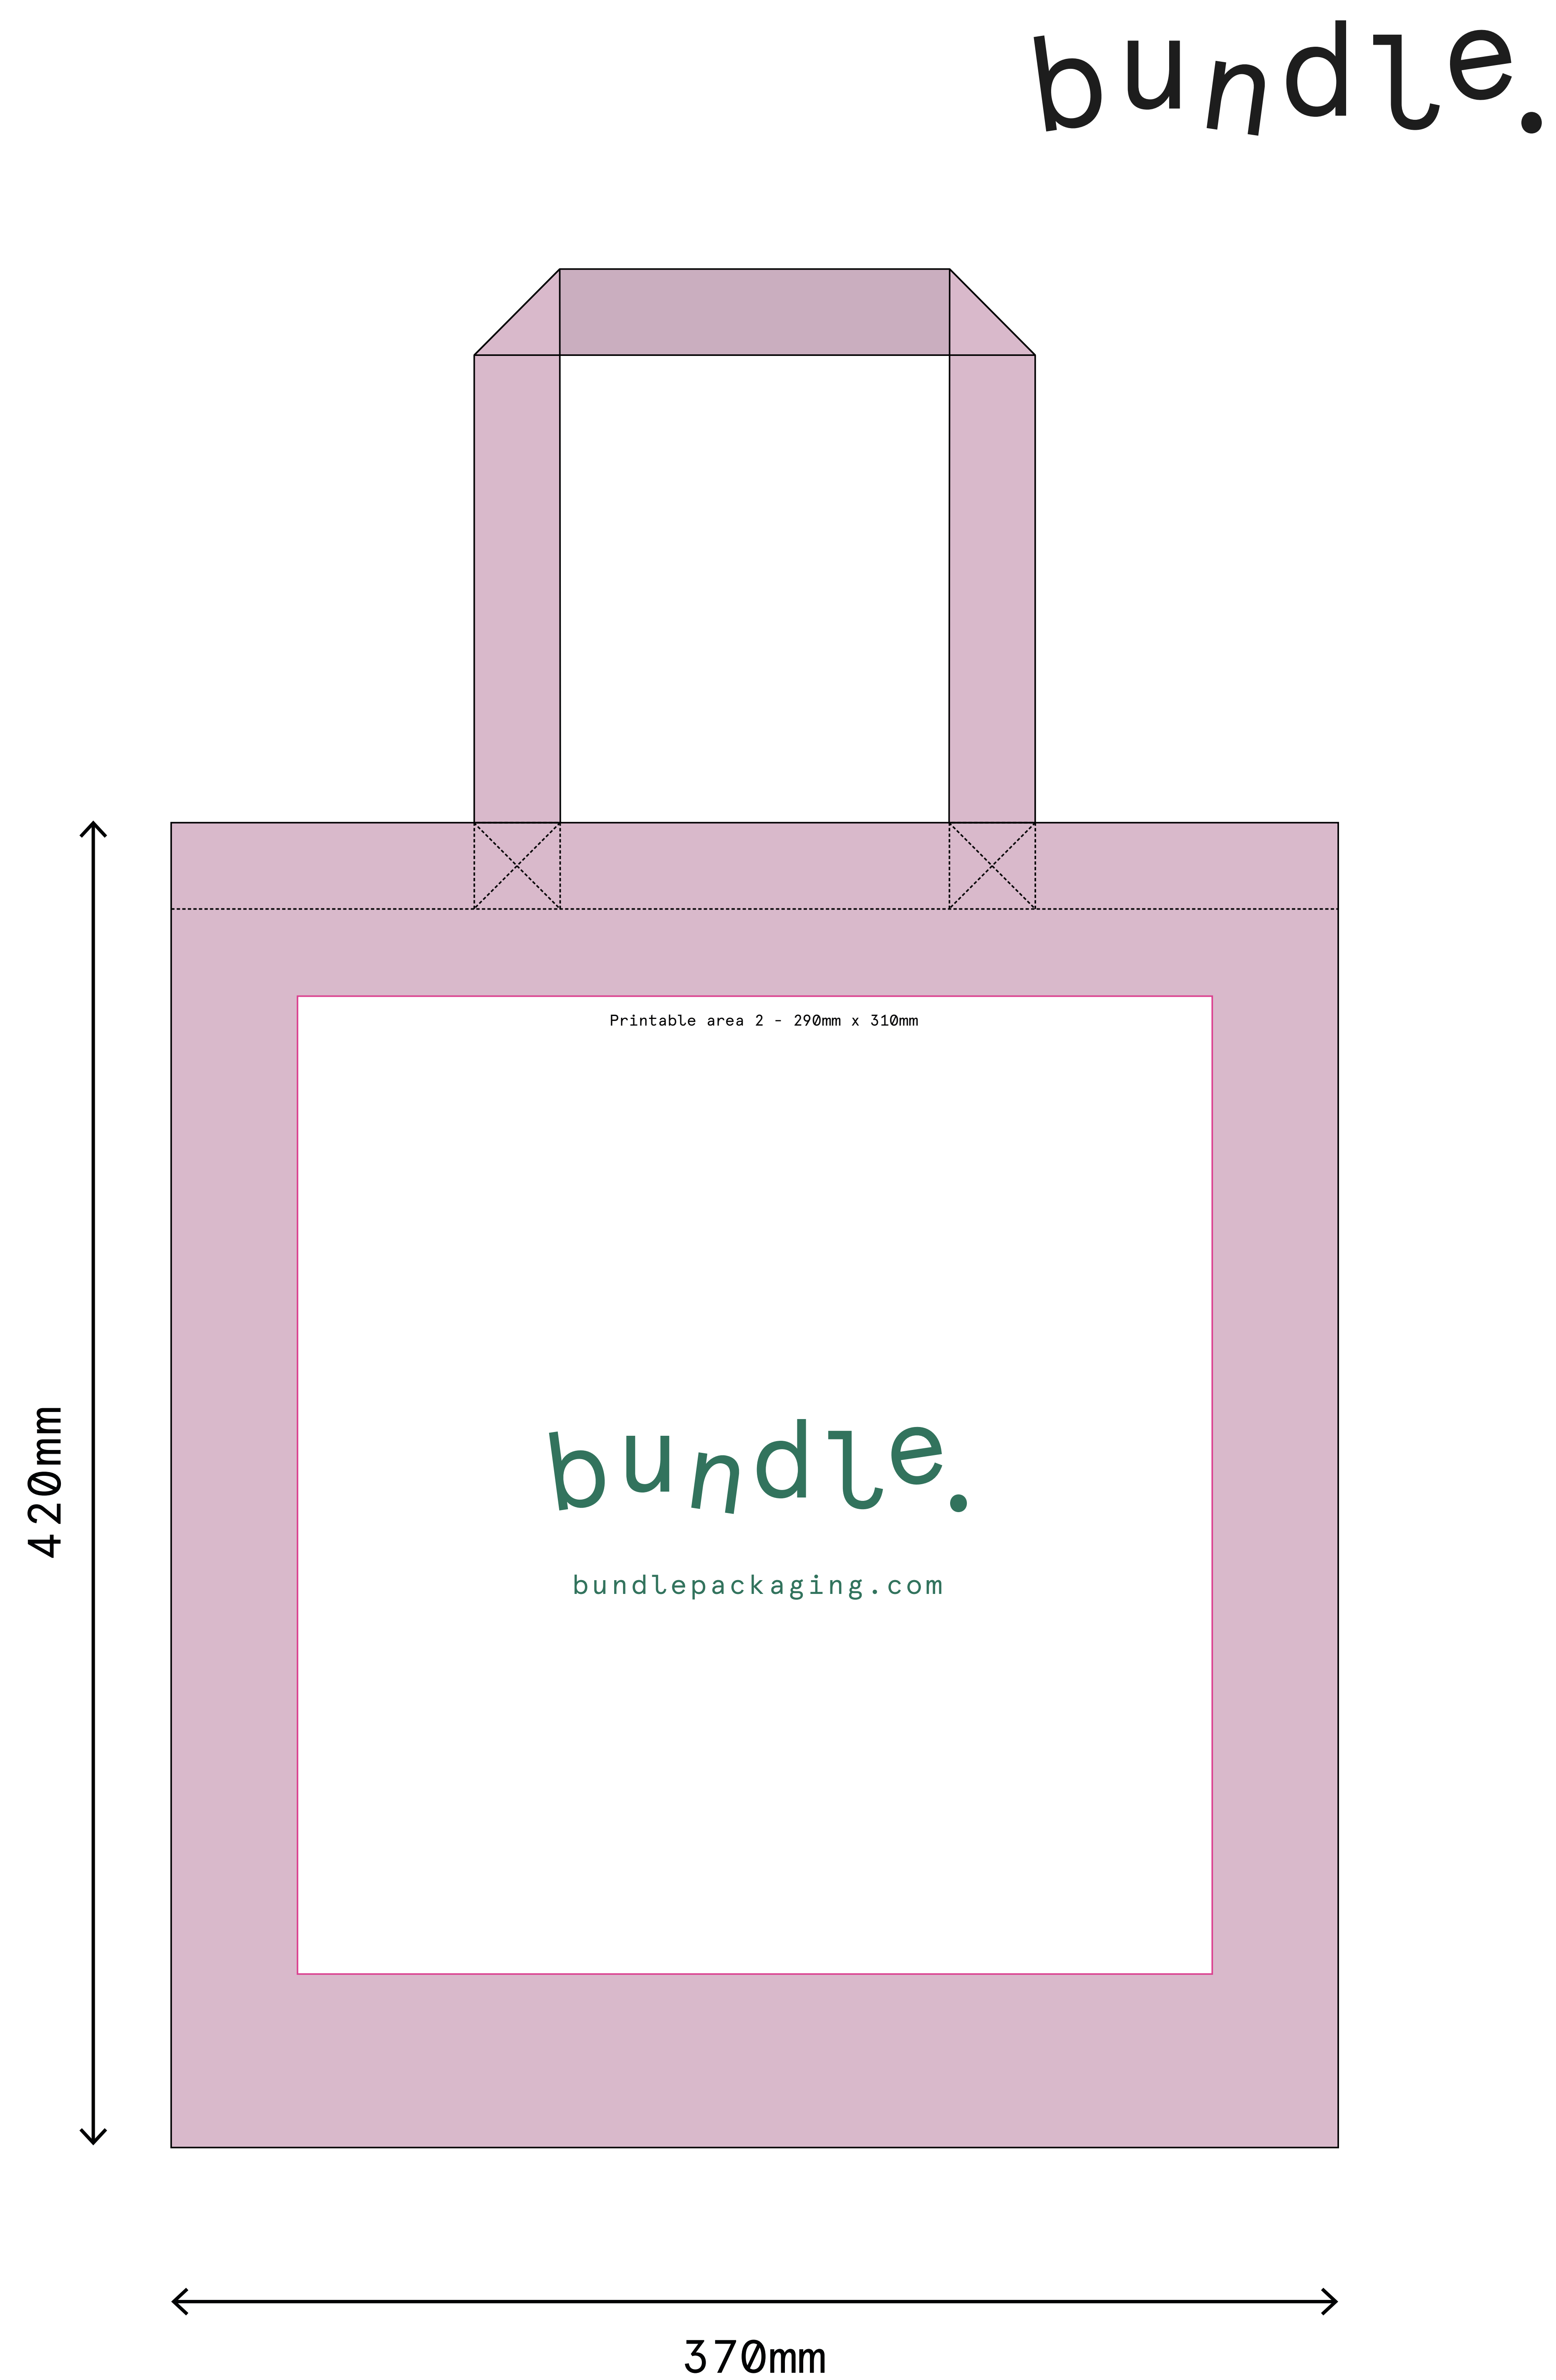 bundle.
Printable area 2 - 290mm x 310mm
bundle.
bundlepackaging.com
420mm
370mm